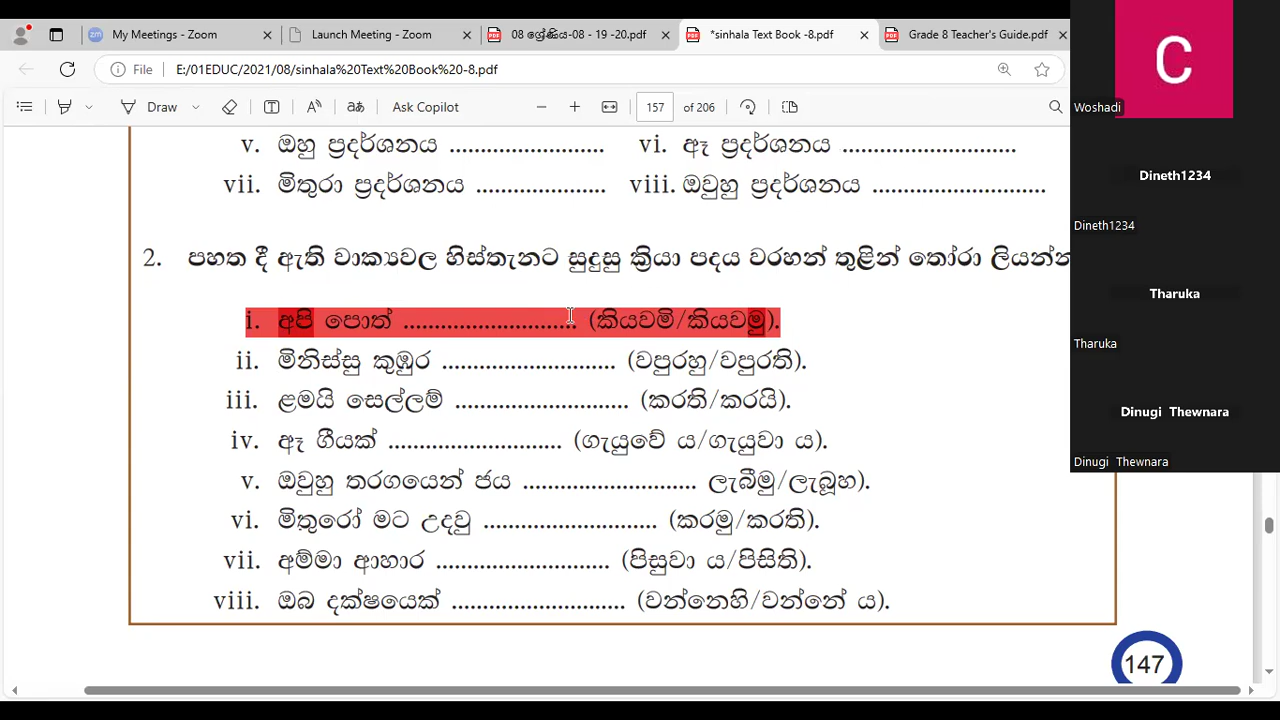 My Meetings - Zoom
Launch Meeting - Zoom
08 ශ්‍රේණිය-08 - 19 -20.pdf
*sinhala Text Book -8.pdf
Grade 8 Teacher's Guide.pdf
File
E:/01EDUC/2021/08/sinhala%20Text%20Book%20-8.pdf
Draw
Ask Copilot
157 of 206
v. ඔහු ප්‍රදර්ශනය ......................... vi. ඇ ප්‍රදර්ශනය ............................
vii. මිතුරා ප්‍රදර්ශනය ..................... viii. ඔවුහු ප්‍රදර්ශනය ............................
2. පහත දී ඇති වාක්‍යවල හිස්තැනට සුදුසු ක්‍රියා පදය වරහන් තුළින් තෝරා ලියන්න
i. අපි පොත් ............................ (කියවමි/කියවමු).
ii. මිනිස්සු කුඹුර ............................ (වපුරහු/වපුරති).
iii. ළමයි සෙල්ලම් ............................ (කරති/කරයි).
iv. ඈ ගීයක් ............................ (ගැයුවේ ය/ගැයුවා ය).
v. ඔවුහු තරගයෙන් ජය ............................ ලැබීමු/ලැබූහ).
vi. මිතුරෝ මට උදවු ............................ (කරමු/කරති).
vii. අම්මා ආහාර ............................ (පිසුවා ය/පිසිති).
viii. ඔබ දක්ෂයෙක් ............................ (වන්නෙහි/වන්නේ ය).
147
C
Woshadi
Dineth1234
Dineth1234
Tharuka
Tharuka
Dinugi Thewnara
Dinugi Thewnara